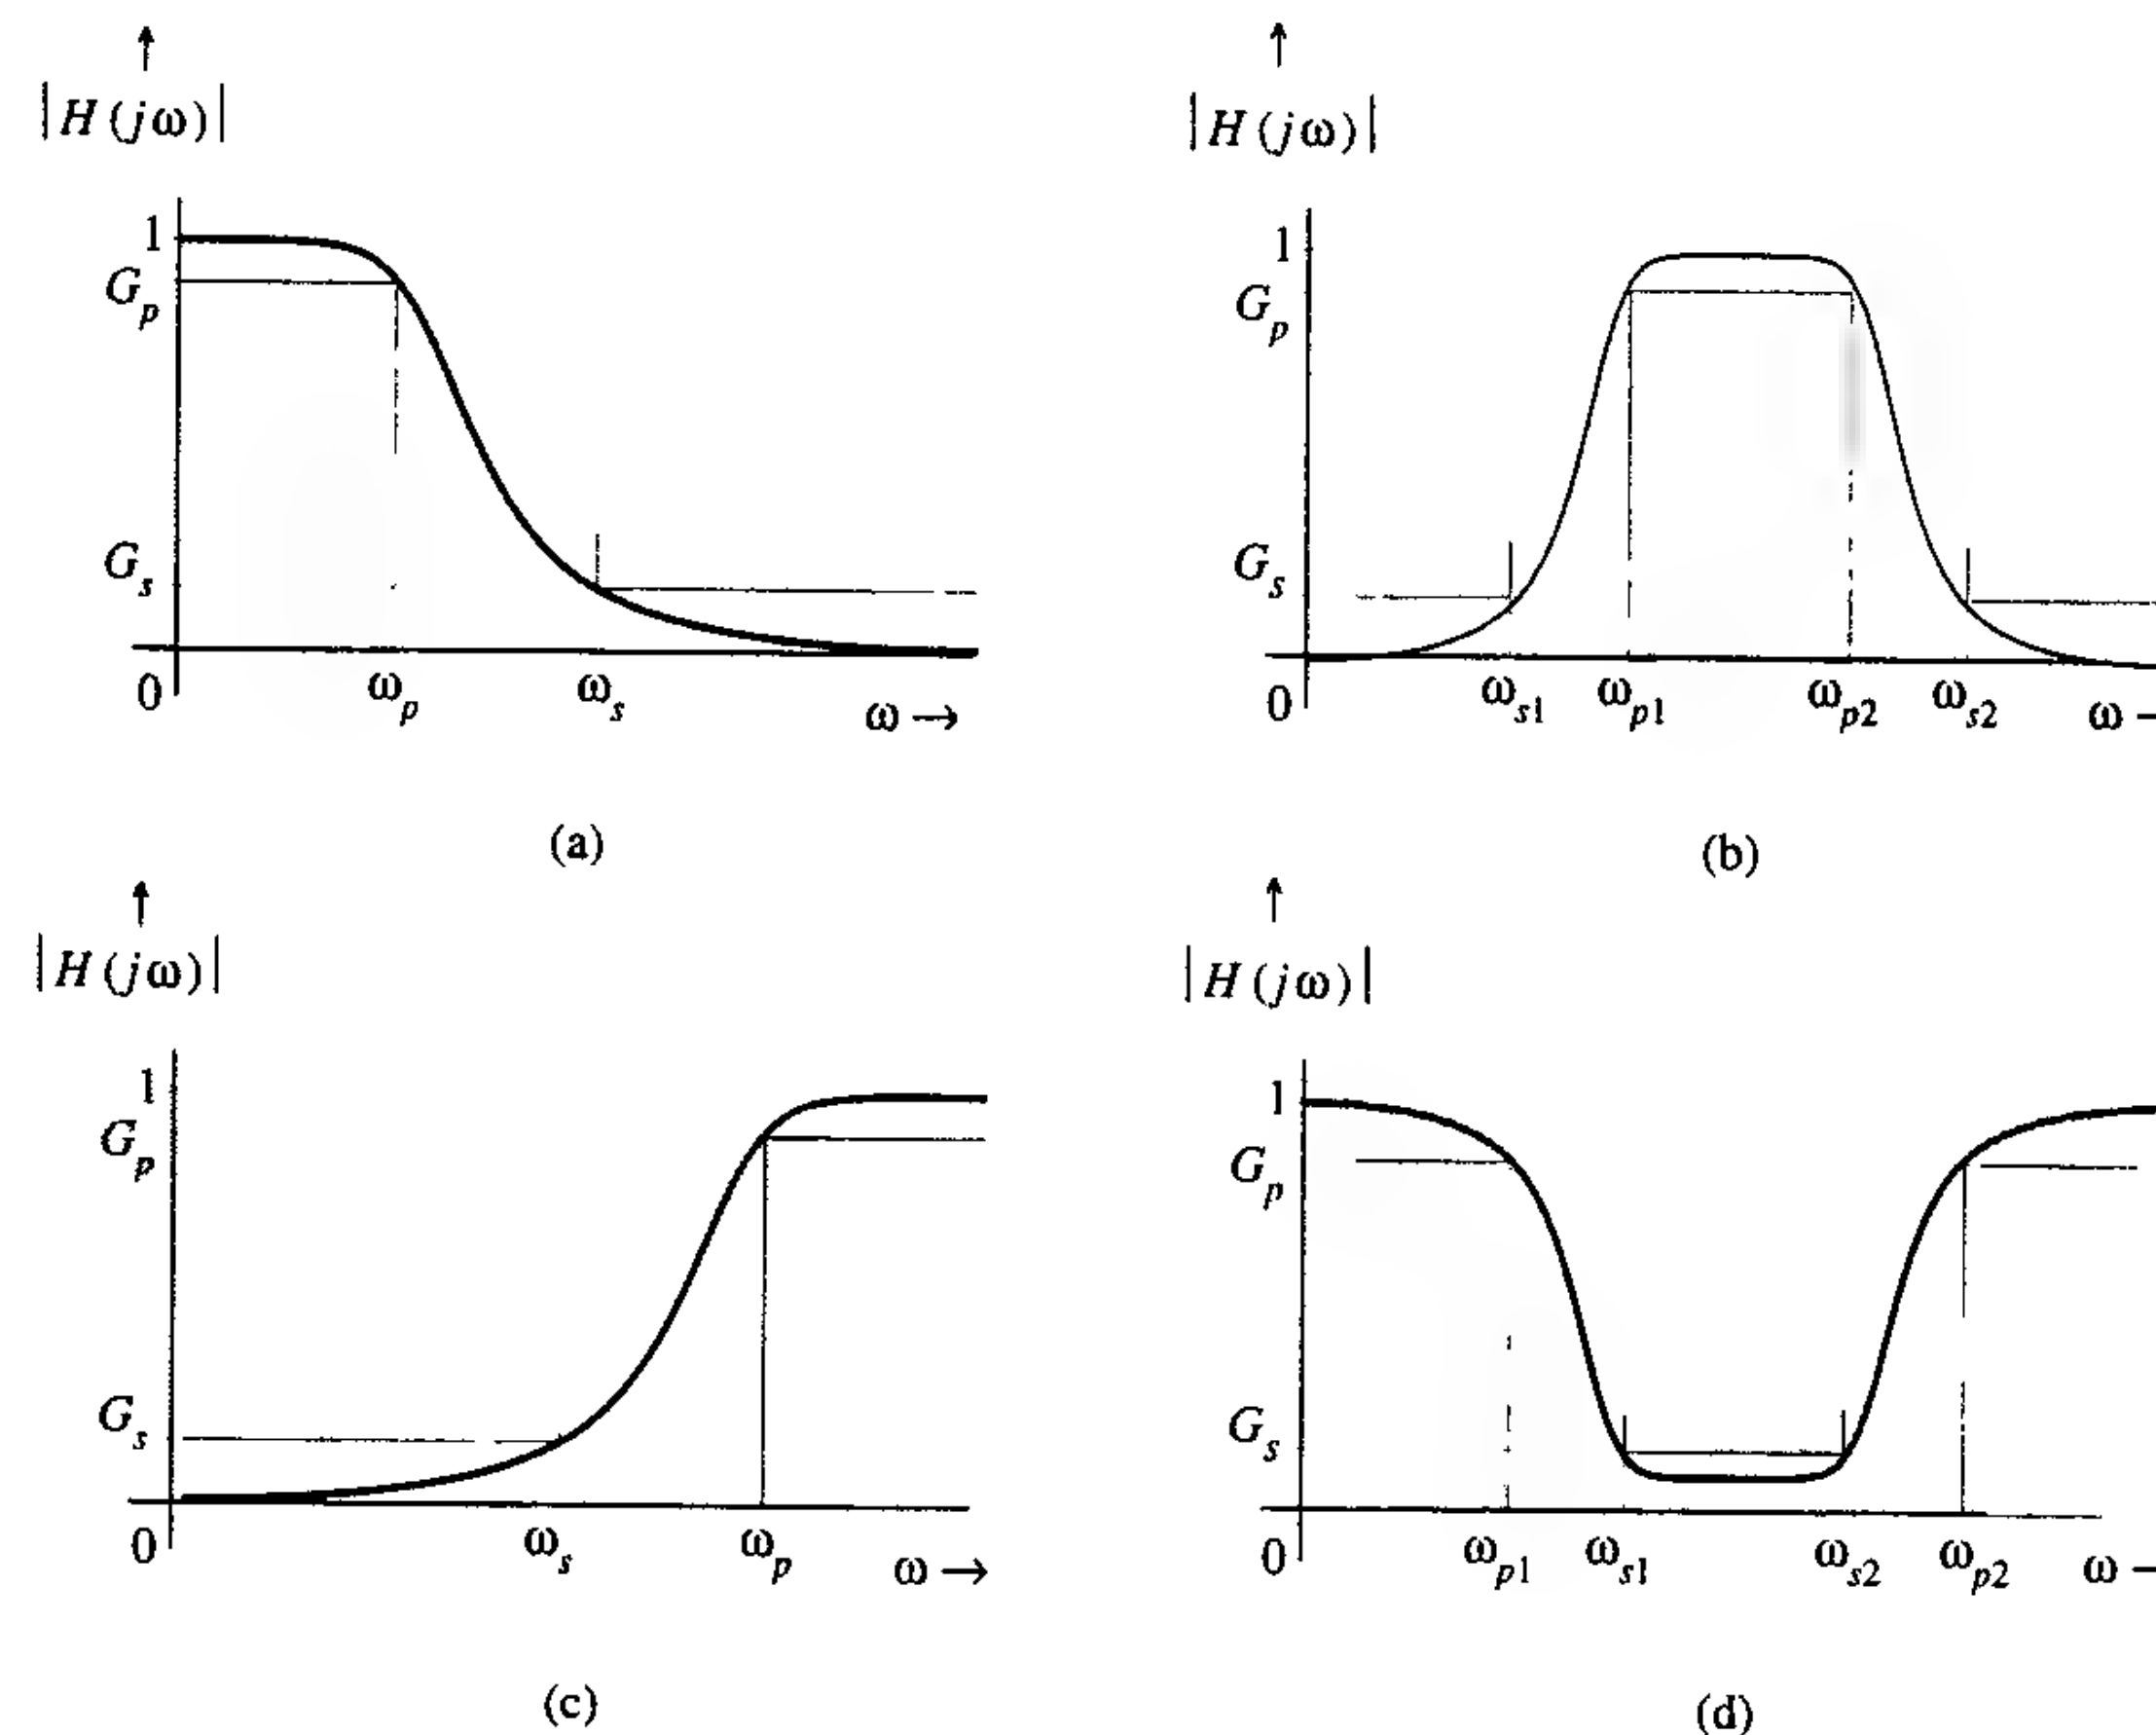 |H(jω)|
1
G_p
G_s
0 ω_p ω_s ω →
(a)
|H(jω)|
1
G_p
G_s
0 ω_s1 ω_p1 ω_p2 ω_s2 ω
(b)
|H(jω)|
1
G_p
G_s
0 ω_s ω_p ω →
(c)
|H(jω)|
1
G_p
G_s
0 ω_p1 ω_s1 ω_s2 ω_p2 ω
(d)